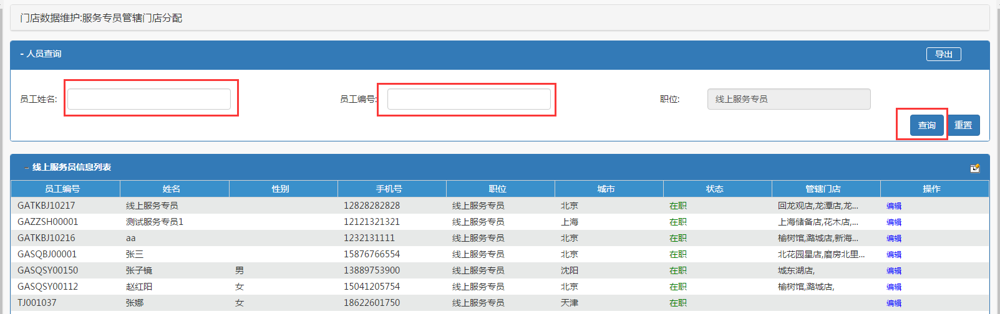 门店数据维护:服务专员管辖门店分配
- 人员查询 导出
员工姓名: 员工编号: 职位: 线上服务专员
查询 重置
- 线上服务员信息列表
员工编号 姓名 性别 手机号 职位 城市 状态 管辖门店 操作
GATKBJ10217 线上服务专员 12828282828 线上服务专员 北京 在职 回龙观店,龙潭店,龙... 编辑
GAZZSH00001 测试服务专员1 12121321321 线上服务专员 上海 在职 上海储备店,花木店,... 编辑
GATKBJ10216 aa 1232131111 线上服务专员 北京 在职 榆树馆,潞城店,新海... 编辑
GASQBJ00001 张三 15876766554 线上服务专员 北京 在职 北花园星店,磨房北里... 编辑
GASQSY00150 张子镜 男 13889753900 线上服务专员 沈阳 在职 城东湖店, 编辑
GASQSY00112 赵红阳 女 15041205754 线上服务专员 北京 在职 榆树馆,潞城店, 编辑
TJ001037 张娜 女 18622601750 线上服务专员 天津 在职 编辑